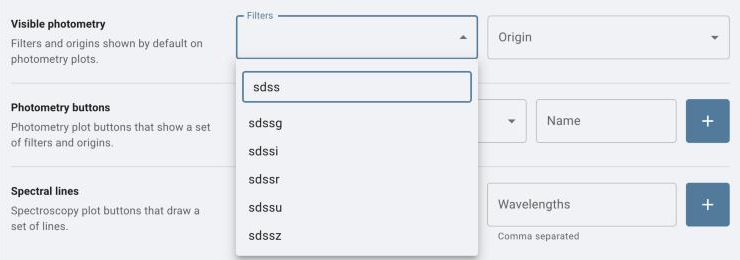 Visible photometry
Filters and origins shown by default on
photometry plots.
Filters
Origin
sdss
sdssg
sdssi
sdssr
sdssu
sdssz
Photometry buttons
Photometry plot buttons that show a set
of filters and origins.
Name
+
Spectral lines
Spectroscopy plot buttons that draw a
set of lines.
Wavelengths
+
Comma separated